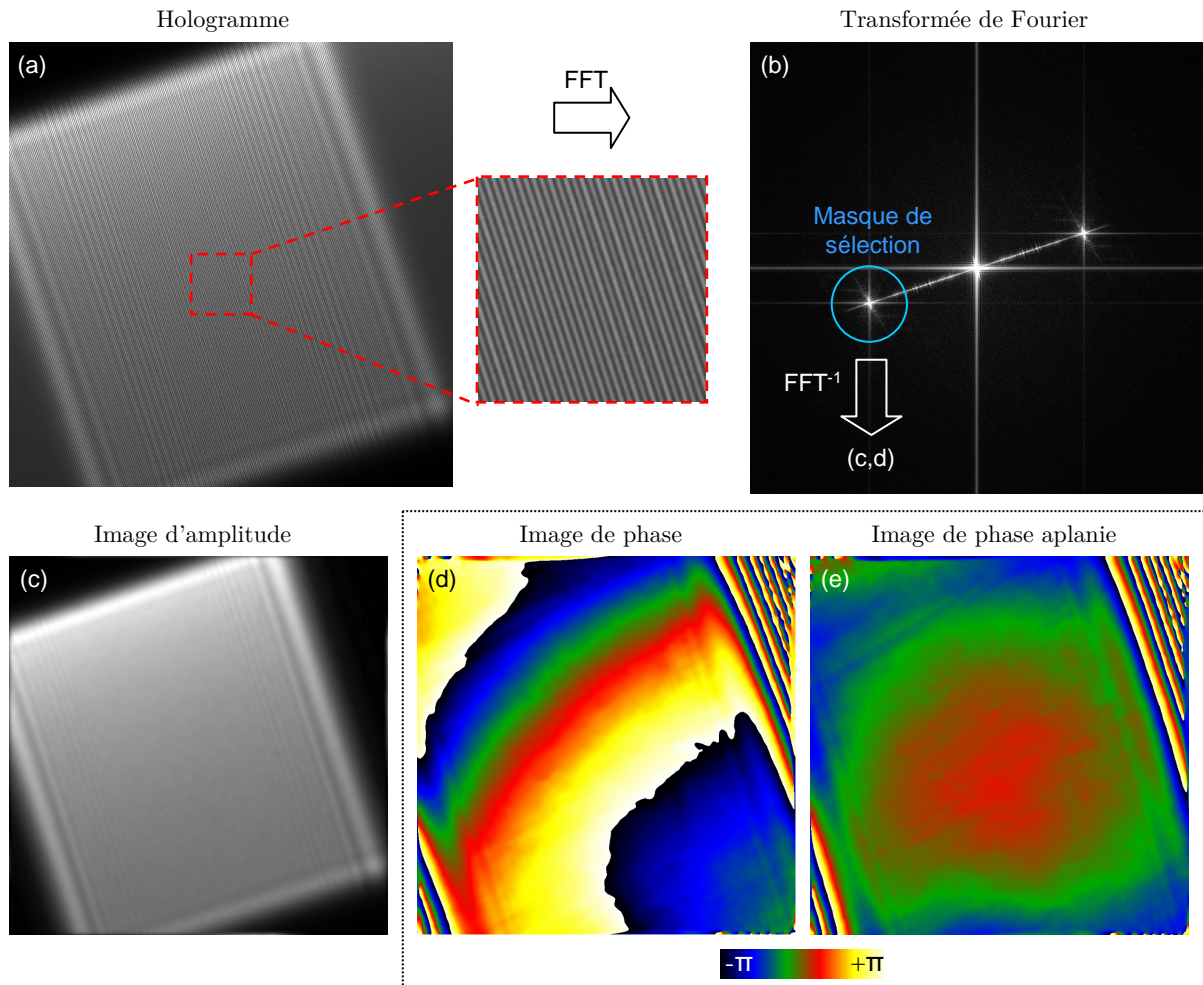 Hologramme
Transformée de Fourier
(a)
FFT
(b)
Masque de
sélection
FFT-1
(c,d)
Image d'amplitude
Image de phase
Image de phase aplanie
(c)
(d)
(e)
-π
+π